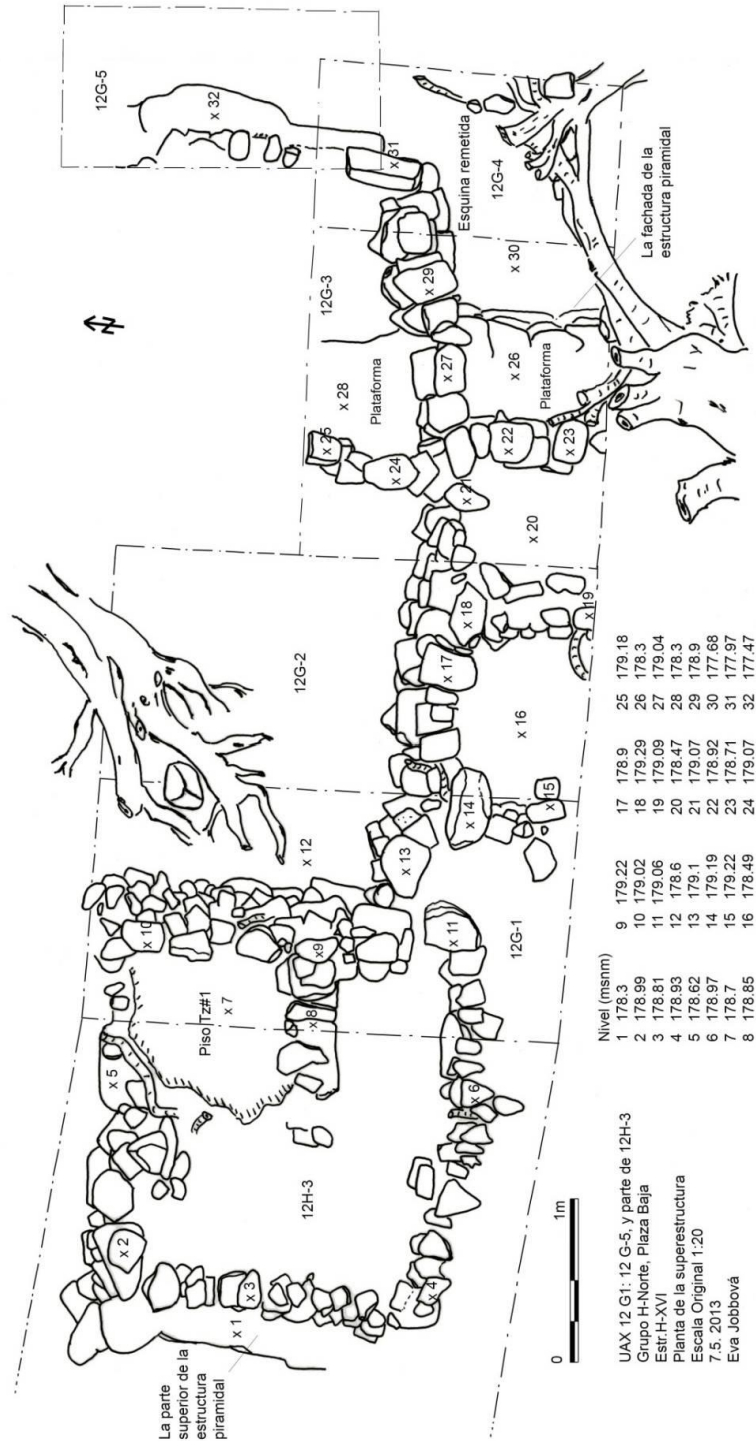 12G-5
x 32
x 31
Esquina remetida
12G-4
12G-3
x 29
x 30
La fachada de la
estructura piramidal
N
x 28
Plataforma
x 27
x 26
Plataforma
x 25
x 24
x 22
x 23
x 21
x 20
12G-2
x 18
x 19
x 17
x 16
x 14
x 15
x 12
x 13
x 10
x9
x 11
12G-1
Piso Tz#1
x 7
x 8
x 5
x 6
12H-3
x 2
x 3
x 4
x 1
La parte
superior de la
estructura
piramidal
0 1m
UAX 12 G1: 12 G-5, y parte de 12H-3
Grupo H-Norte, Plaza Baja
Estr.H-XVI
Planta de la superestructura
Escala Original 1:20
7.5. 2013
Eva Jobbová
Nivel (msnm)
1 178.3 9 179.22 17 178.9 25 179.18
2 178.99 10 179.02 18 179.29 26 178.3
3 178.81 11 179.06 19 179.09 27 179.04
4 178.93 12 178.6 20 178.47 28 178.3
5 178.62 13 179.1 21 179.07 29 178.9
6 178.97 14 179.19 22 178.92 30 177.68
7 178.7 15 179.22 23 178.71 31 177.97
8 178.85 16 178.49 24 179.07 32 177.47